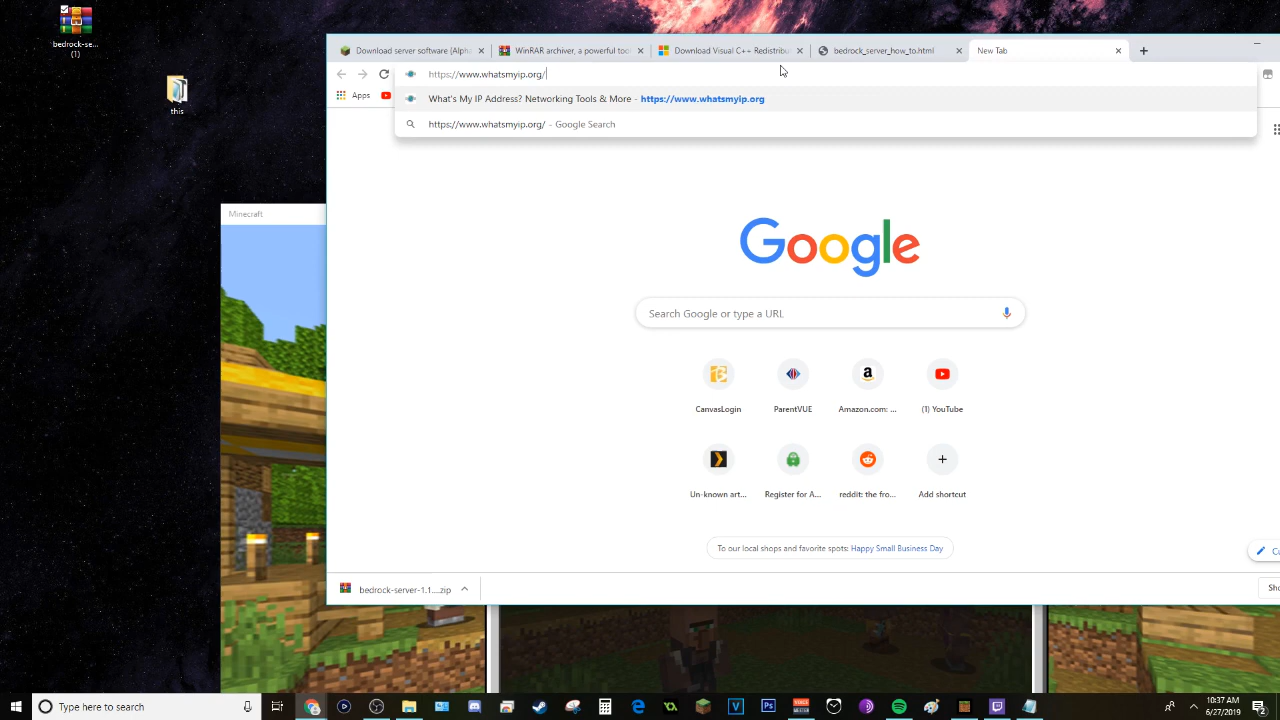 bedrock-se...
(1)
this
Minecraft
Download server software (Alpha
WinRAR archiver, a powerful tool
Download Visual C++ Redistribu
bedrock_server_how_to.html
New Tab
https://www.whatsmyip.org/
Apps
What's My IP Address? Networking Tools & More - https://www.whatsmyip.org
https://www.whatsmyip.org/ - Google Search
Google
Search Google or type a URL
CanvasLogin
ParentVUE
Amazon.com: ...
(1) YouTube
Un-known art...
Register for A...
reddit: the fro...
Add shortcut
To our local shops and favorite spots: Happy Small Business Day
Cu
bedrock-server-1.1....zip
Sho
Type here to search
10:37 AM
6/27/2019